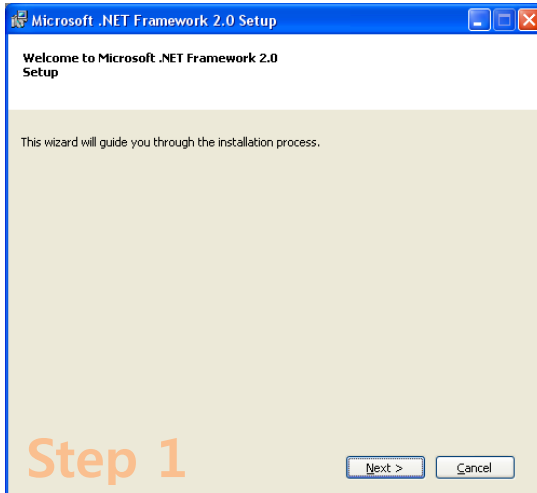 Microsoft .NET Framework 2.0 Setup
Welcome to Microsoft .NET Framework 2.0
Setup
This wizard will guide you through the installation process.
Step 1
Next >
Cancel